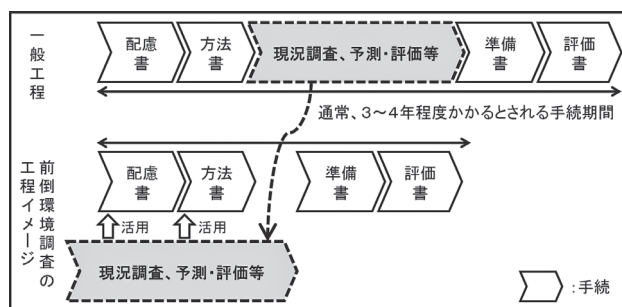 一般工程
配慮書
方法書
現況調査、予測・評価等
準備書
評価書
通常、3～4年程度かかるとされる手続期間
前倒環境調査の
工程イメージ
配慮書
方法書
準備書
評価書
活用
活用
現況調査、予測・評価等
:手続